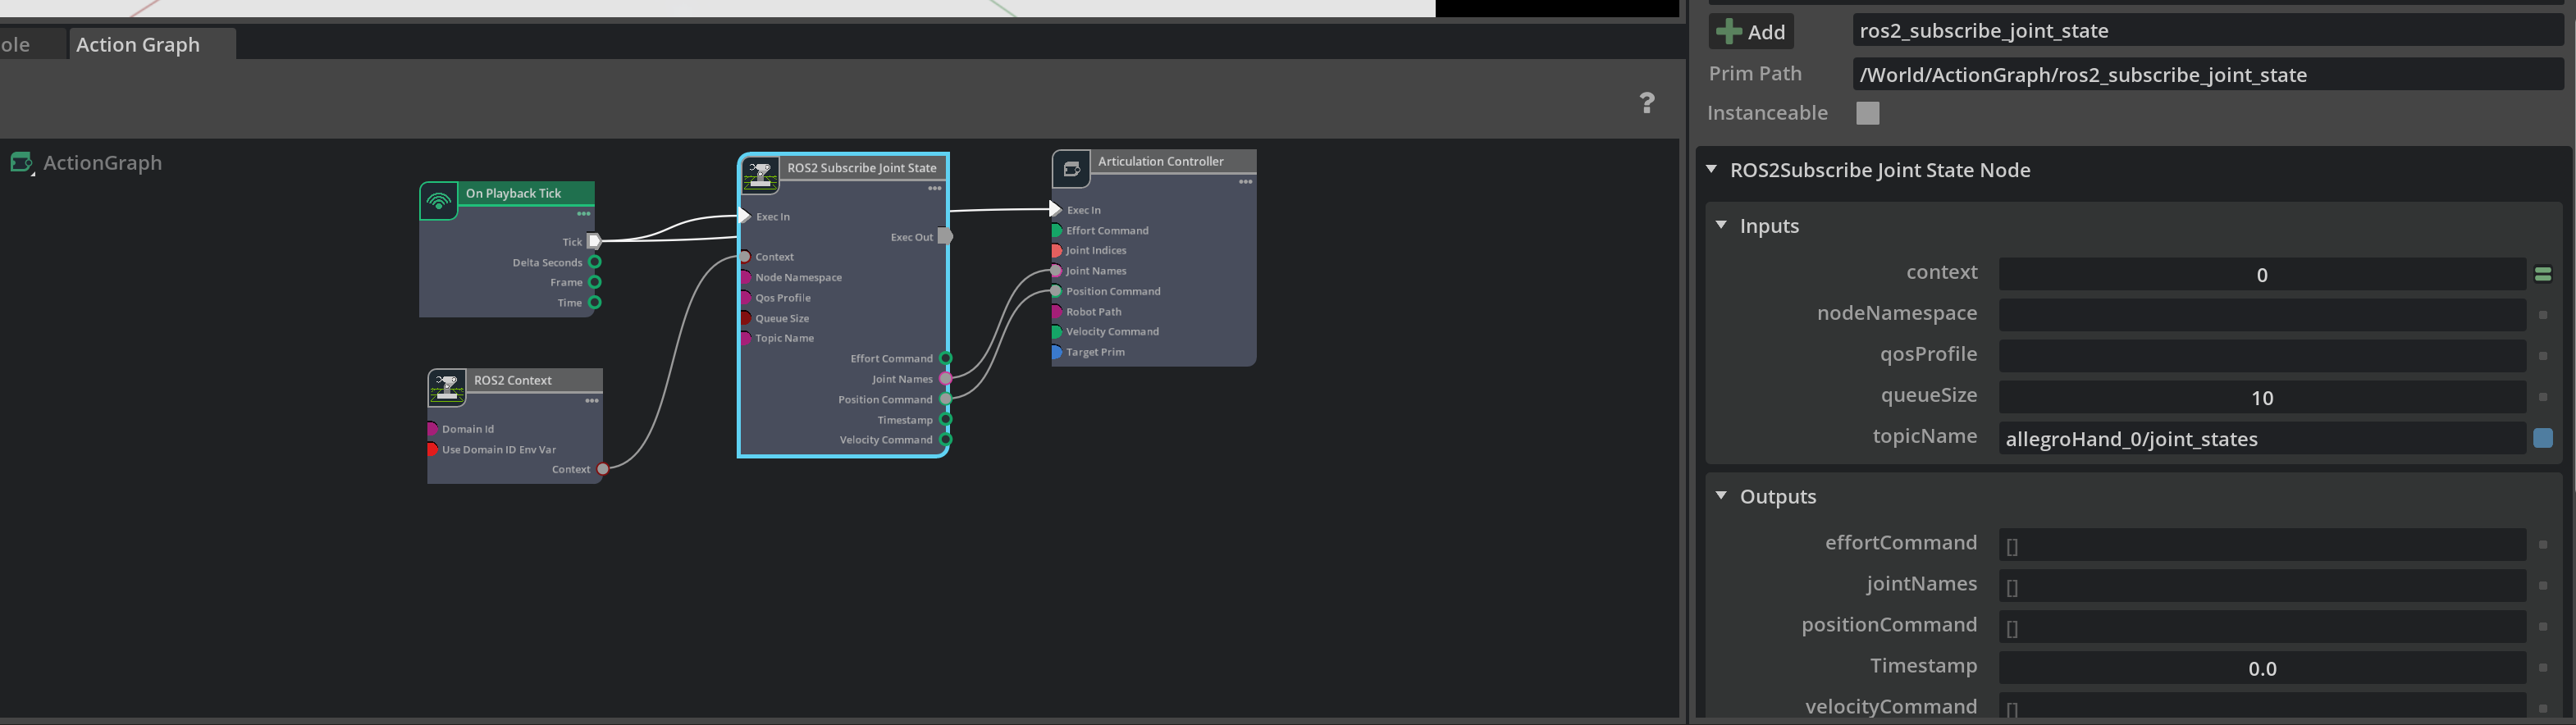 ole
Action Graph
?
ActionGraph
On Playback Tick
Tick
Delta Seconds
Frame
Time
ROS2 Context
Domain Id
Use Domain ID Env Var
Context
ROS2 Subscribe Joint State
Exec In
Exec Out
Context
Node Namespace
Qos Profile
Queue Size
Topic Name
Effort Command
Joint Names
Position Command
Timestamp
Velocity Command
Articulation Controller
Exec In
Effort Command
Joint Indices
Joint Names
Position Command
Robot Path
Velocity Command
Target Prim
Add ros2_subscribe_joint_state
Prim Path /World/ActionGraph/ros2_subscribe_joint_state
Instanceable
ROS2Subscribe Joint State Node
Inputs
context 0
nodeNamespace
qosProfile
queueSize 10
topicName allegroHand_0/joint_states
Outputs
effortCommand []
jointNames []
positionCommand []
Timestamp 0.0
velocityCommand []